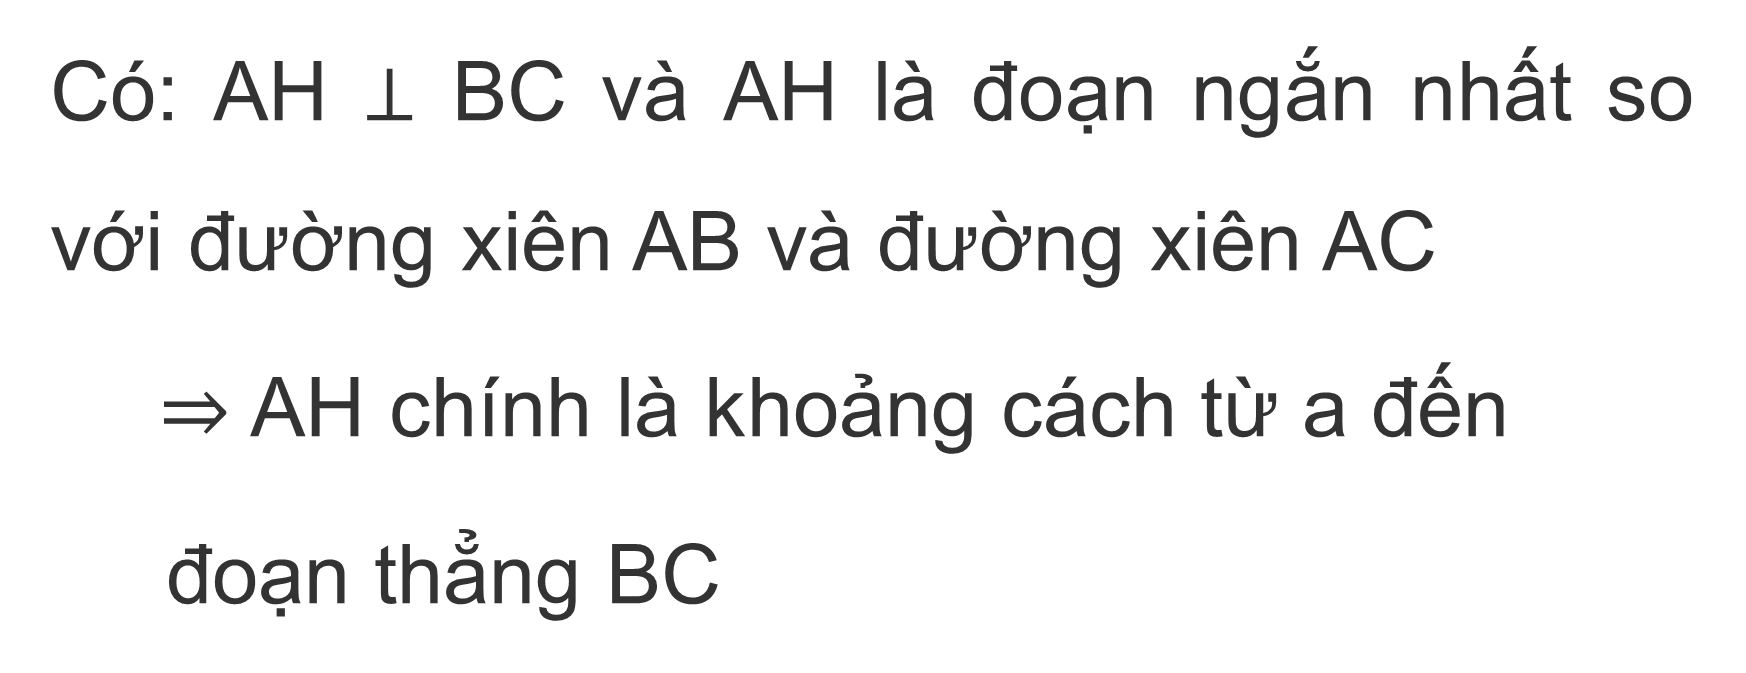 Có: AH ⊥ BC và AH là đoạn ngắn nhất so
với đường xiên AB và đường xiên AC
⇒ AH chính là khoảng cách từ a đến
đoạn thẳng BC